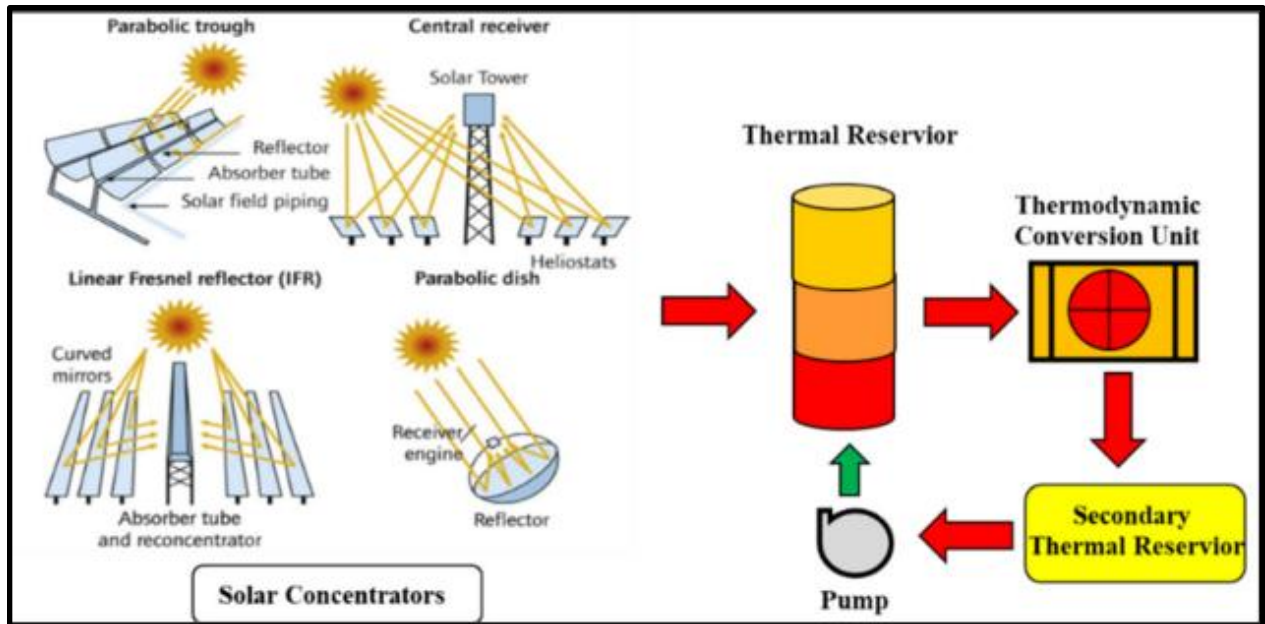 Parabolic trough
Central receiver
Solar Tower
Reflector
Absorber tube
Solar field piping
Heliostats
Linear Fresnel reflector (IFR)
Parabolic dish
Curved
mirrors
Receiver/
engine
Absorber tube
and reconcentrator
Reflector
Solar Concentrators
Thermal Reservior
Thermodynamic
Conversion Unit
Secondary
Thermal Reservior
Pump